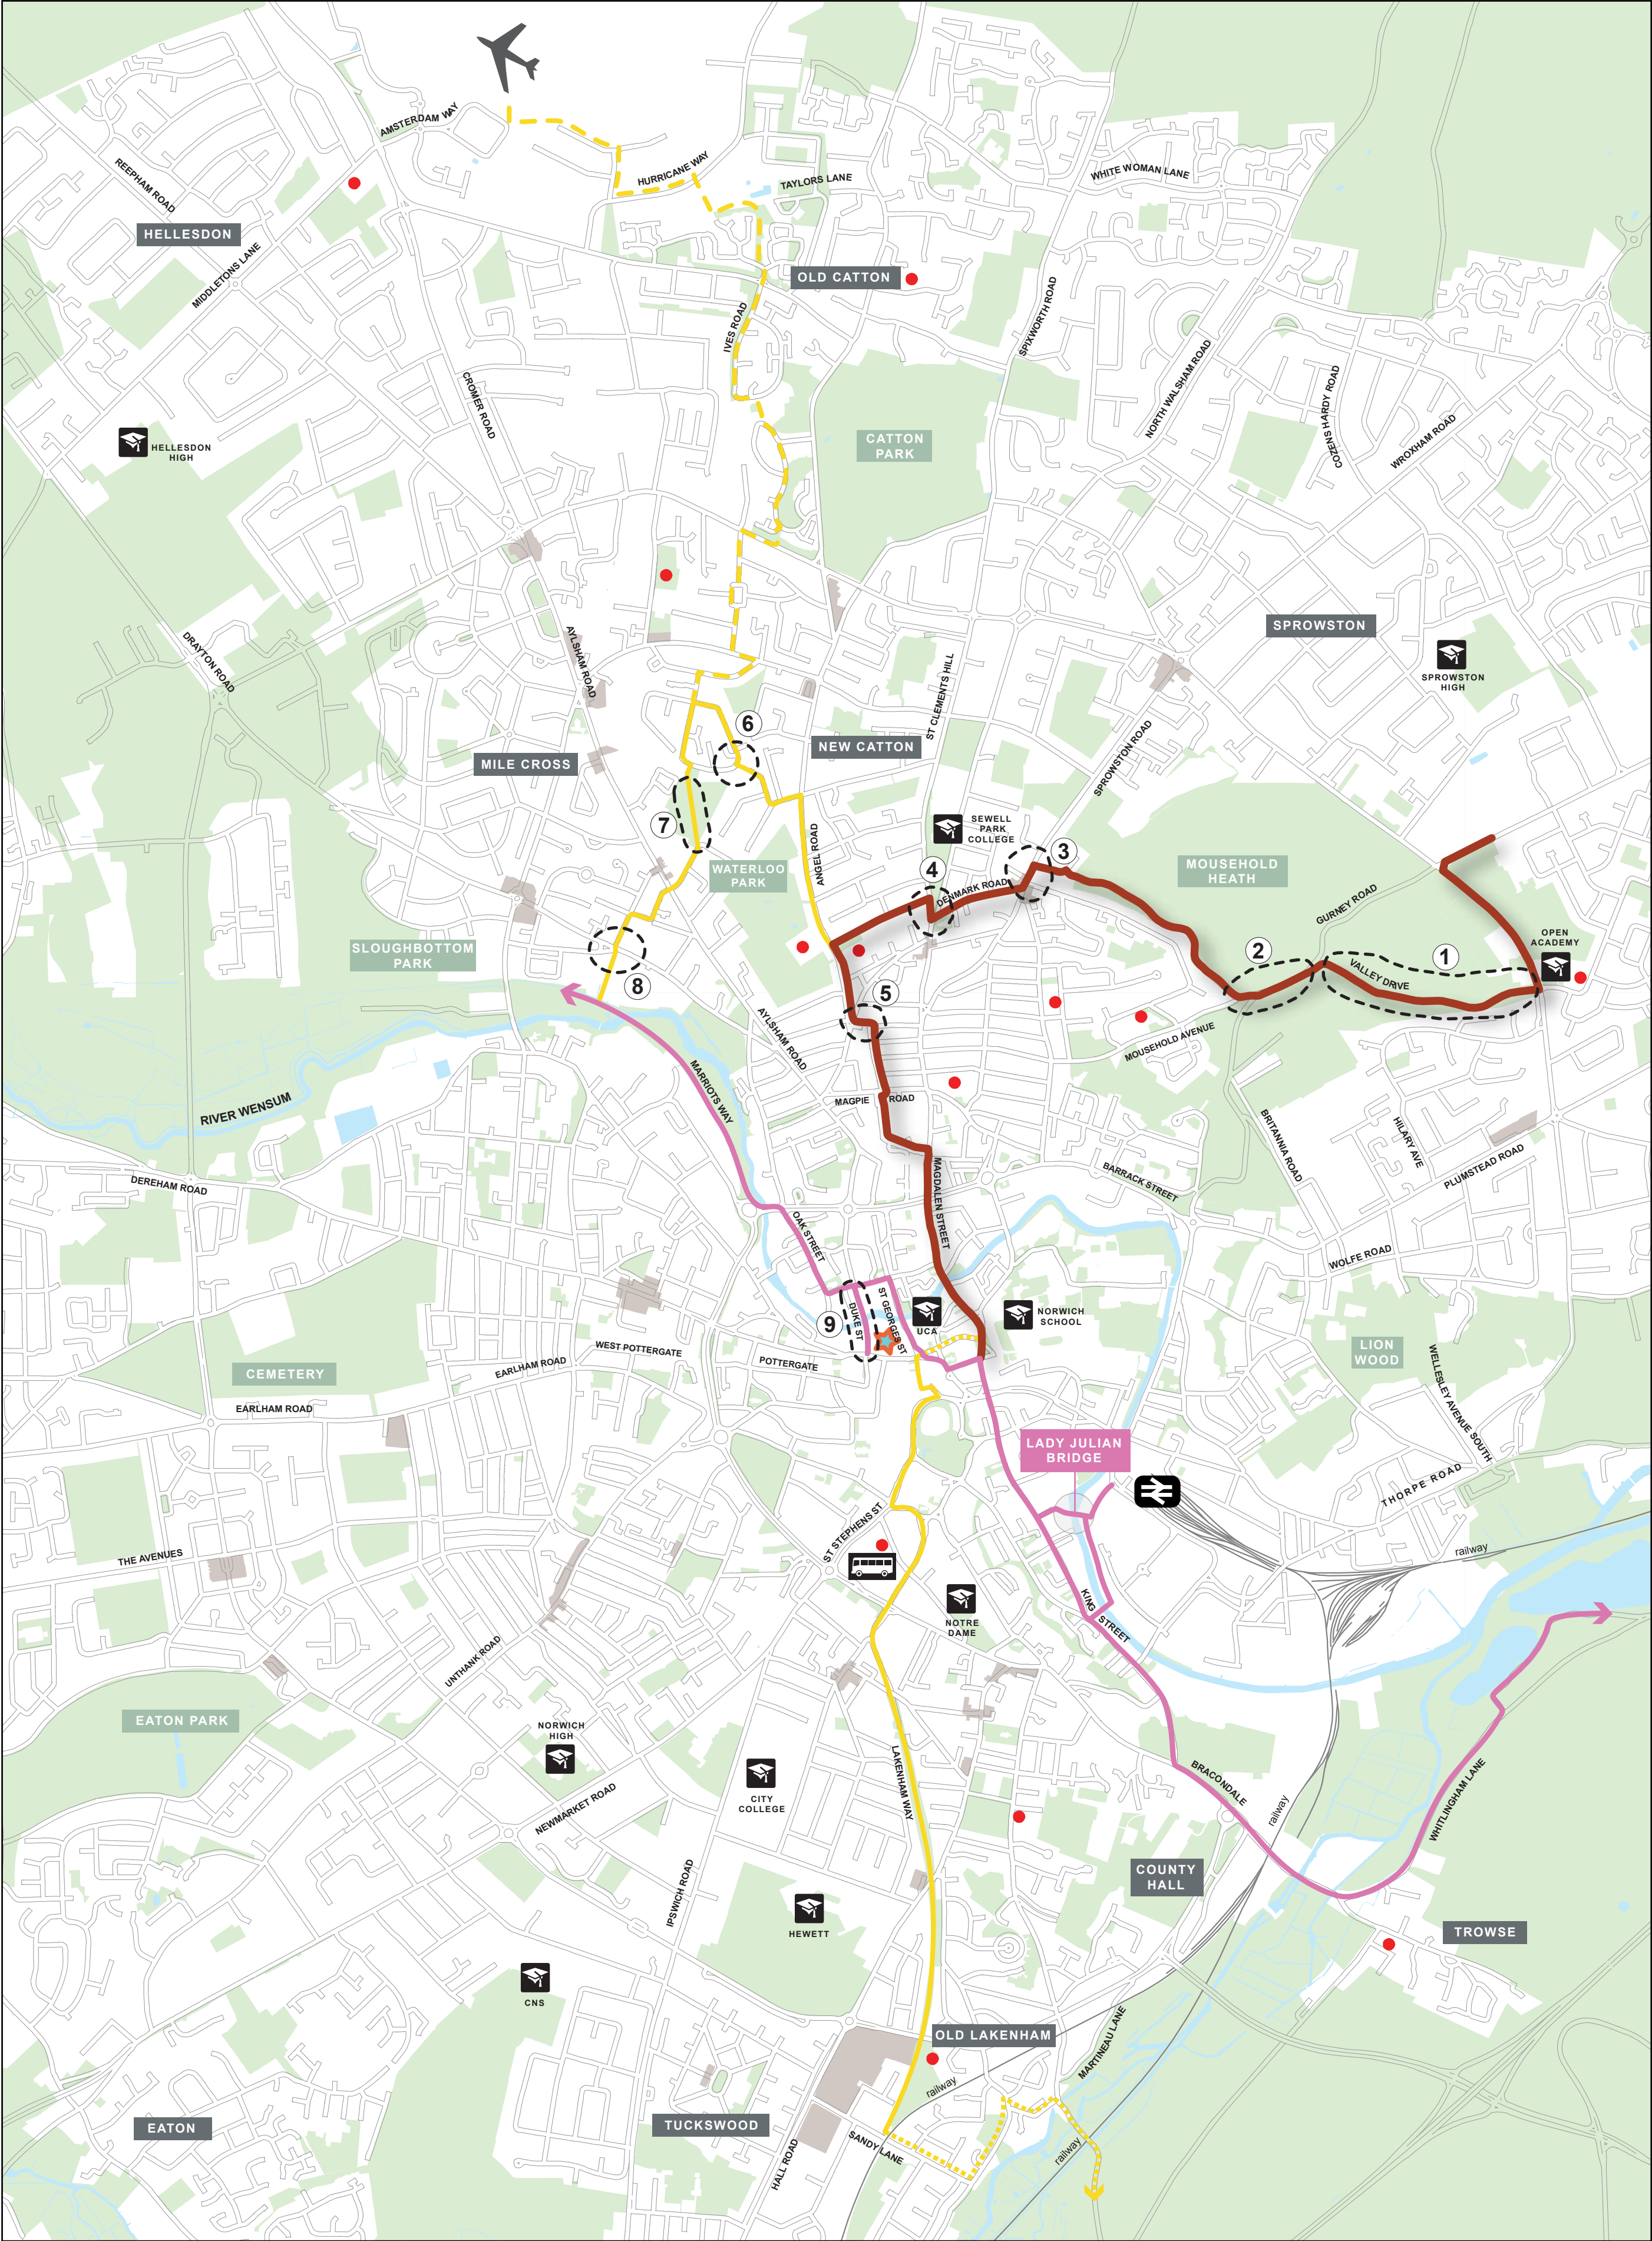 AMSTERDAM WAY
REEPHAM ROAD
HURRICANE WAY
TAYLORS LANE
WHITE WOMAN LANE
HELLESDON
MIDDLETONS LANE
OLD CATTON
IVES ROAD
SPIXWORTH ROAD
NORTH WALSHAM ROAD
COZENS HARDY ROAD
WROXHAM ROAD
CROMER ROAD
HELLESDON
HIGH
CATTON
PARK
DRAYTON ROAD
AYLSHAM ROAD
SPROWSTON
SPROWSTON
HIGH
ST CLEMENTS HILL
6
NEW CATTON
SPROWSTON ROAD
MILE CROSS
7
ANGEL ROAD
SEWELL
PARK
COLLEGE
3
4
DENMARK ROAD
WATERLOO
PARK
MOUSEHOLD
HEATH
GURNEY ROAD
OPEN
ACADEMY
SLOUGHBOTTOM
PARK
2
1
VALLEY DRIVE
8
5
AYLSHAM ROAD
MOUSEHOLD AVENUE
MARRIOTS WAY
RIVER WENSUM
MAGPIE ROAD
BRITANNIA ROAD
HILARY AVE
PLUMSTEAD ROAD
DEREHAM ROAD
MAGDALEN STREET
BARRACK STREET
OAK STREET
WOLFE ROAD
9
DUKE ST
ST GEORGES ST
UCA
NORWICH
SCHOOL
WEST POTTERGATE
POTTERGATE
EARLHAM ROAD
CEMETERY
EARLHAM ROAD
LION
WOOD
WELLESLEY AVENUE SOUTH
LADY JULIAN
BRIDGE
THORPE ROAD
ST STEPHENS ST
THE AVENUES
railway
NOTRE
DAME
KING STREET
UNTHANK ROAD
EATON PARK
NORWICH
HIGH
NEWMARKET ROAD
CITY
COLLEGE
LAKENHAM WAY
BRACONDALE
railway
WHITLINGHAM LANE
COUNTY
HALL
IPSWICH ROAD
HEWETT
TROWSE
CNS
OLD LAKENHAM
MARTINEAU LANE
railway
EATON
TUCKSWOOD
HALL ROAD
SANDY LANE
railway